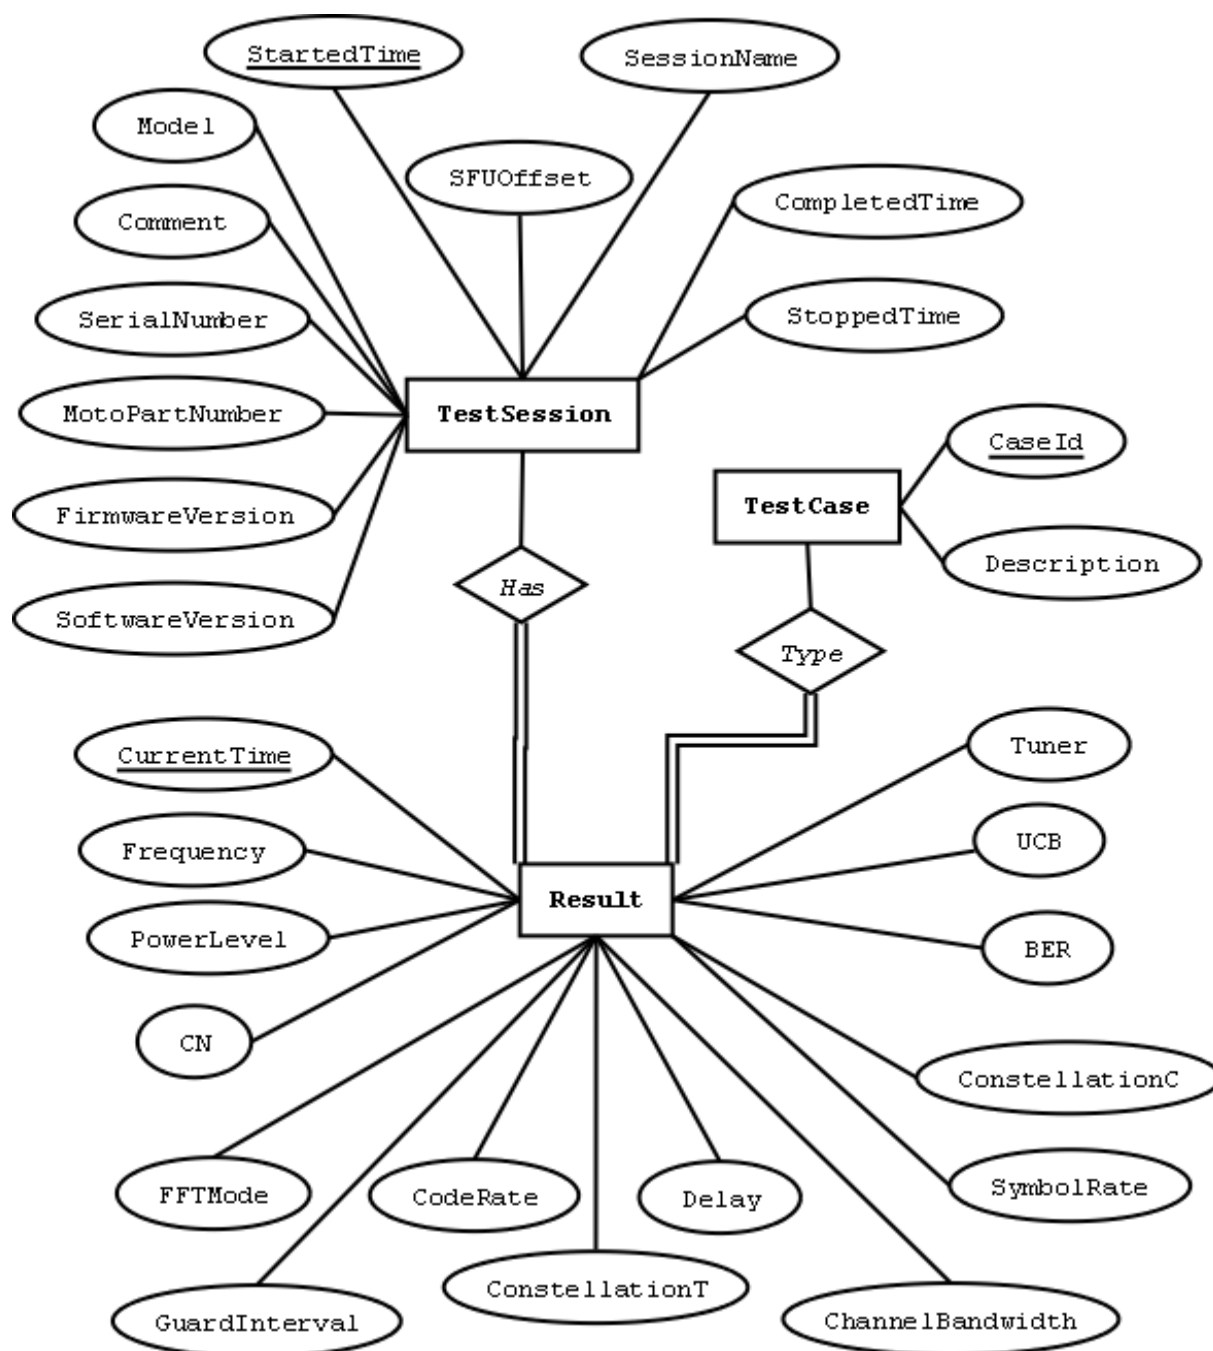 StartedTime
SessionName
Model
SFUOffset
CompletedTime
Comment
SerialNumber
StoppedTime
MotoPartNumber
TestSession
CaseId
TestCase
FirmwareVersion
Description
Has
SoftwareVersion
Type
CurrentTime
Tuner
Frequency
UCB
Result
PowerLevel
BER
CN
ConstellationC
FFTMode
CodeRate
Delay
SymbolRate
ConstellationT
GuardInterval
ChannelBandwidth